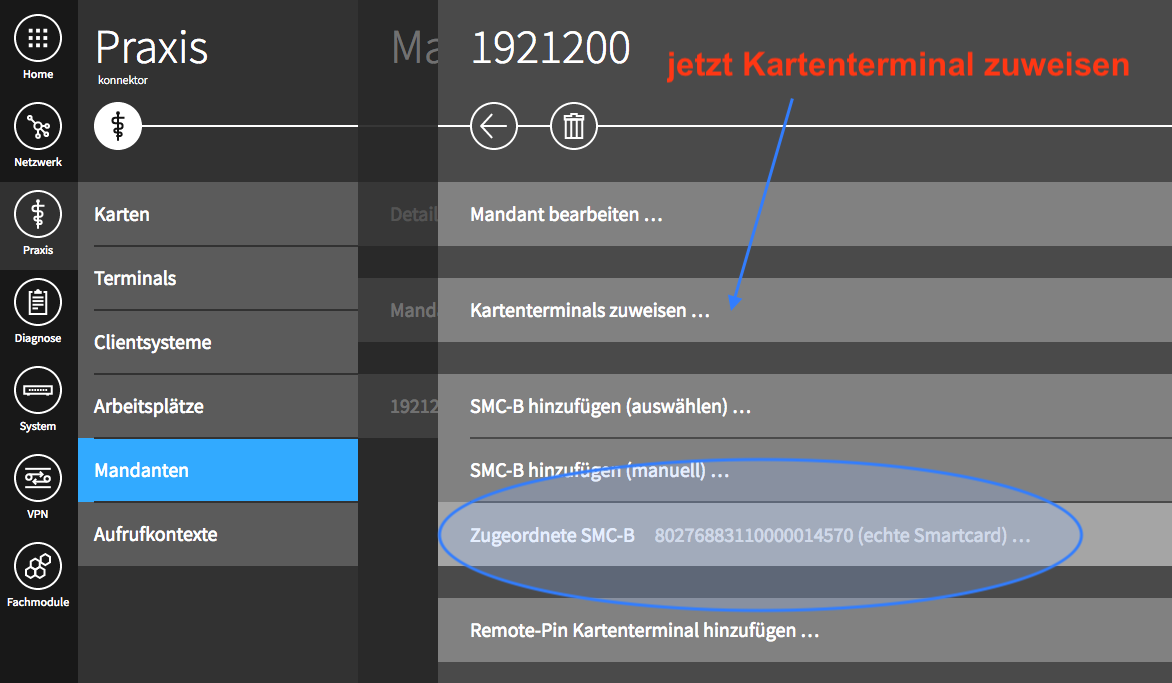 Home
Netzwerk
Praxis
Diagnose
System
VPN
Fachmodule
Praxis
konnektor
Karten
Terminals
Clientsysteme
Arbeitsplätze
Mandanten
Aufrufkontexte
Ma
Detail
Manda
19212
1921200
jetzt Kartenterminal zuweisen
Mandant bearbeiten ...
Kartenterminals zuweisen ...
SMC-B hinzufügen (auswählen) ...
SMC-B hinzufügen (manuell) ...
Zugeordnete SMC-B 80276883110000014570 (echte Smartcard) ...
Remote-Pin Kartenterminal hinzufügen ...